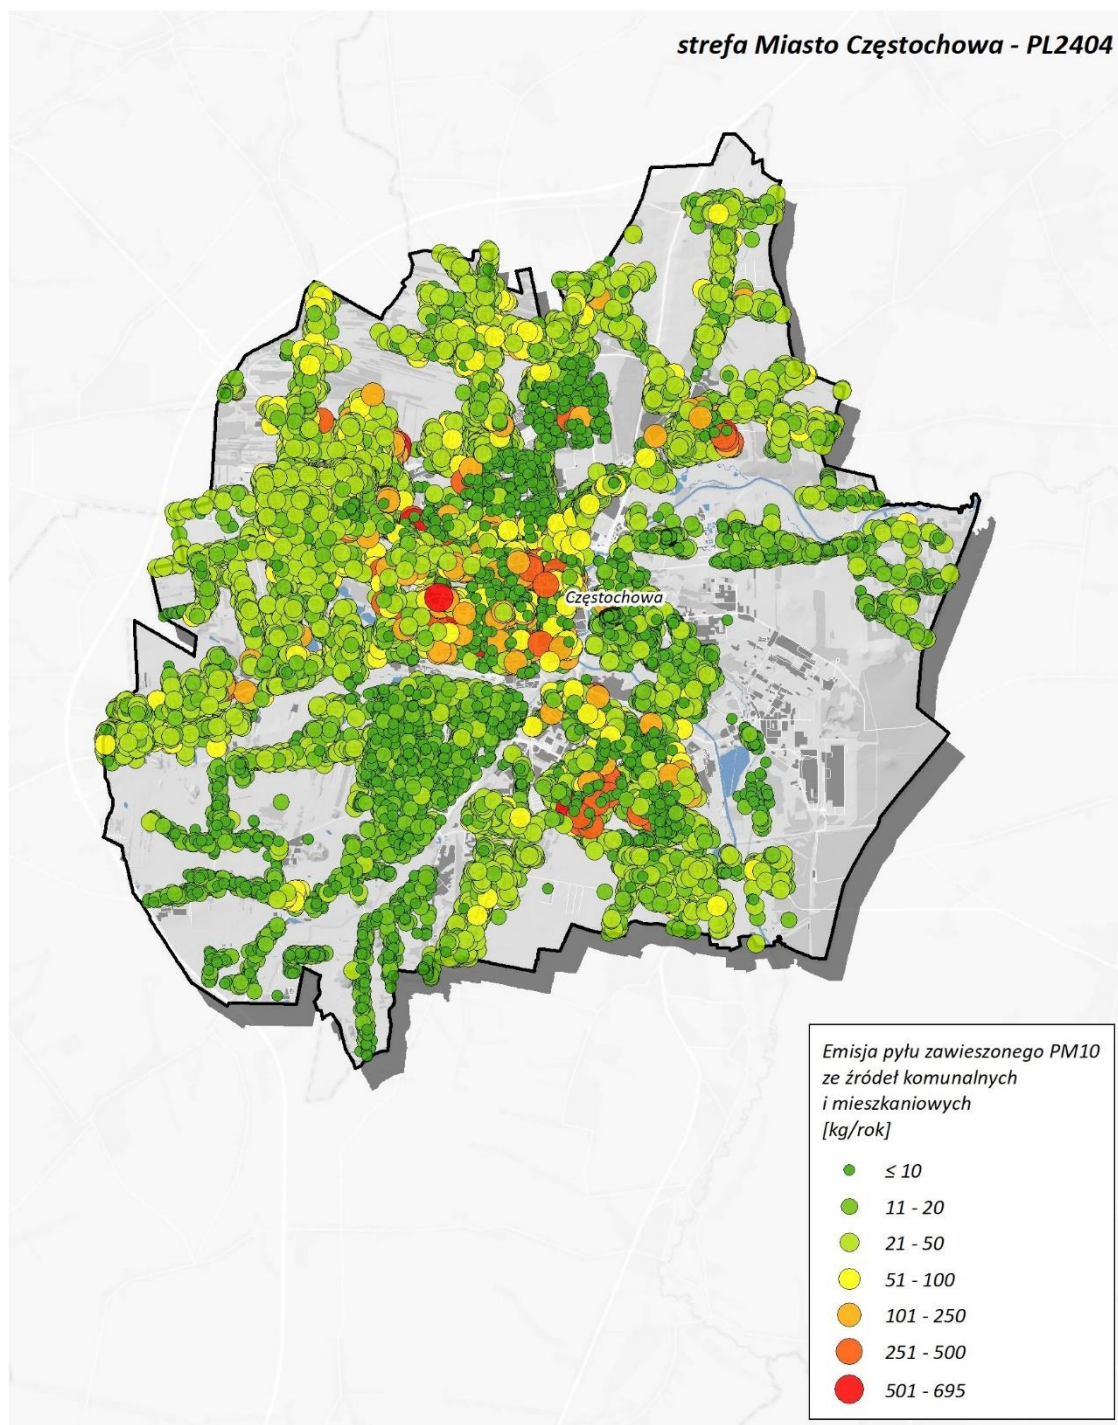 strefa Miasto Częstochowa - PL2404
Częstochowa
Emisja pyłu zawieszonego PM10
ze źródeł komunalnych
i mieszkaniowych
[kg/rok]
≤ 10
11 - 20
21 - 50
51 - 100
101 - 250
251 - 500
501 - 695